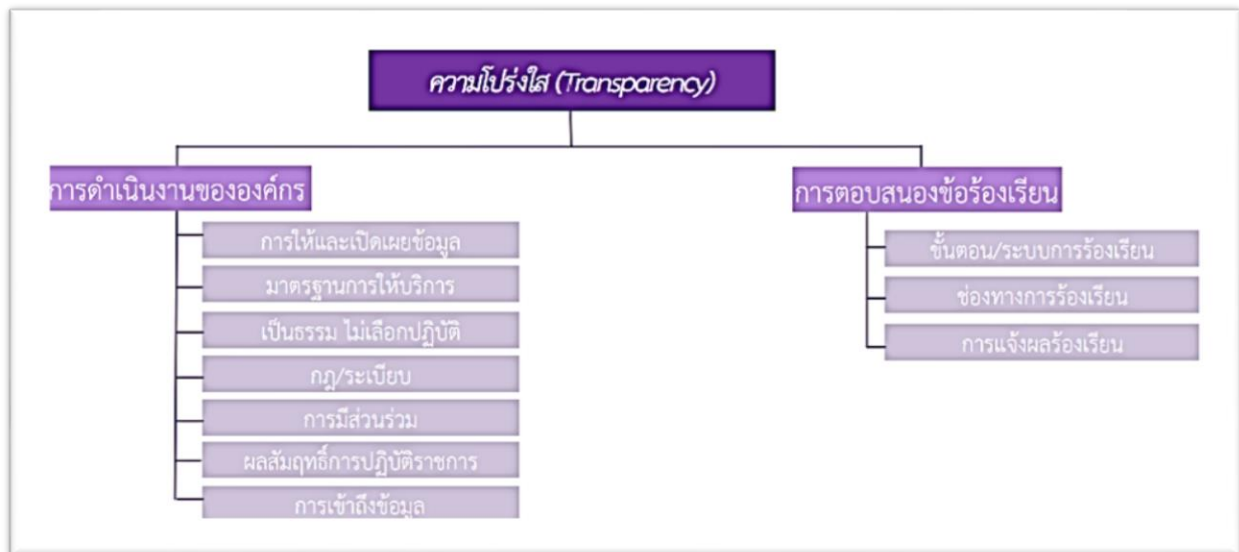 ความโปร่งใส (Transparency)
การดำเนินงานขององค์กร
การให้และเปิดเผยข้อมูล
มาตรฐานการให้บริการ
เป็นธรรม ไม่เลือกปฏิบัติ
กฎ/ระเบียบ
การมีส่วนร่วม
ผลสัมฤทธิ์การปฏิบัติราชการ
การเข้าถึงข้อมูล
การตอบสนองข้อร้องเรียน
ขั้นตอน/ระบบการร้องเรียน
ช่องทางการร้องเรียน
การแจ้งผลร้องเรียน